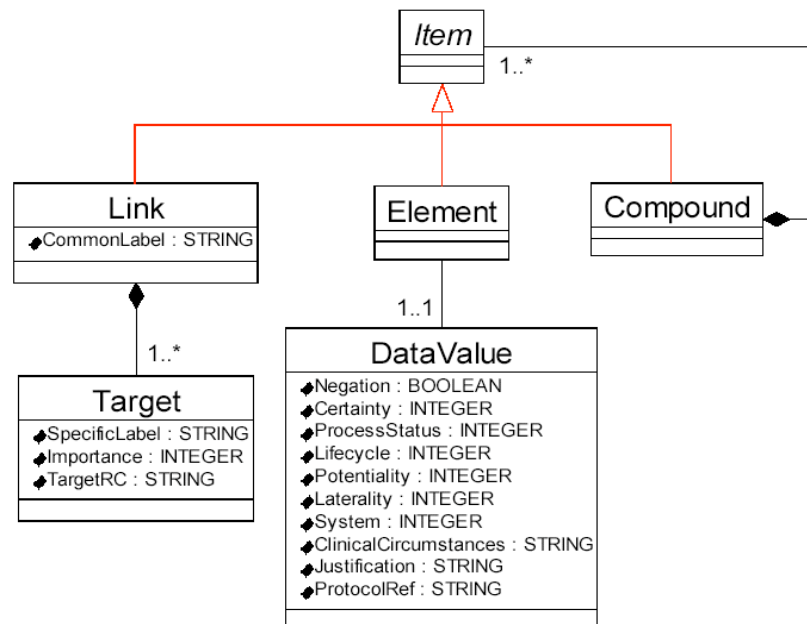 Item
1..*
Link
CommonLabel : STRING
Element
Compound
1..1
1..*
DataValue
Negation : BOOLEAN
Certainty : INTEGER
ProcessStatus : INTEGER
Lifecycle : INTEGER
Potentiality : INTEGER
Laterality : INTEGER
System : INTEGER
ClinicalCircumstances : STRING
Justification : STRING
ProtocolRef : STRING
Target
SpecificLabel : STRING
Importance : INTEGER
TargetRC : STRING